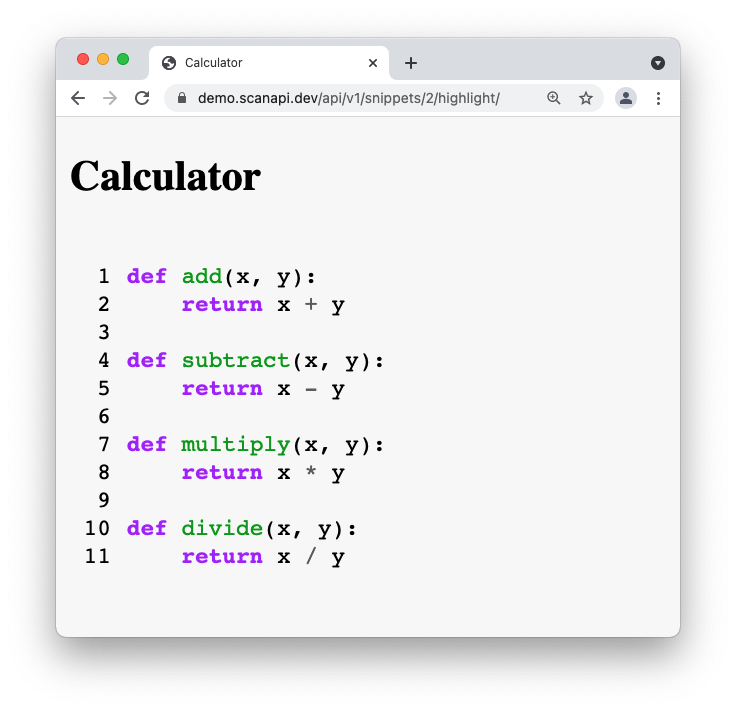 Calculator
demo.scanapi.dev/api/v1/snippets/2/highlight/
Calculator
1 def add(x, y):
2     return x + y
3
4 def subtract(x, y):
5     return x - y
6
7 def multiply(x, y):
8     return x * y
9
10 def divide(x, y):
11     return x / y